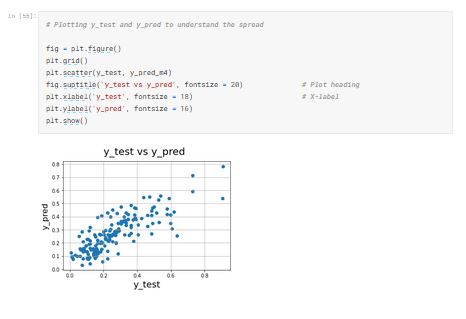 In [55]:
# Plotting y_test and y_pred to understand the spread
fig = plt.figure()
plt.grid()
plt.scatter(y_test, y_pred_m4)
fig.suptitle('y_test vs y_pred', fontsize = 20) # Plot heading
plt.xlabel('y_test', fontsize = 18) # X-label
plt.ylabel('y_pred', fontsize = 16)
plt.show()
y_test vs y_pred
0.8
0.7
0.6
0.5
0.4
0.3
0.2
0.1
0.0
y_pred
0.0 0.2 0.4 0.6 0.8
y_test